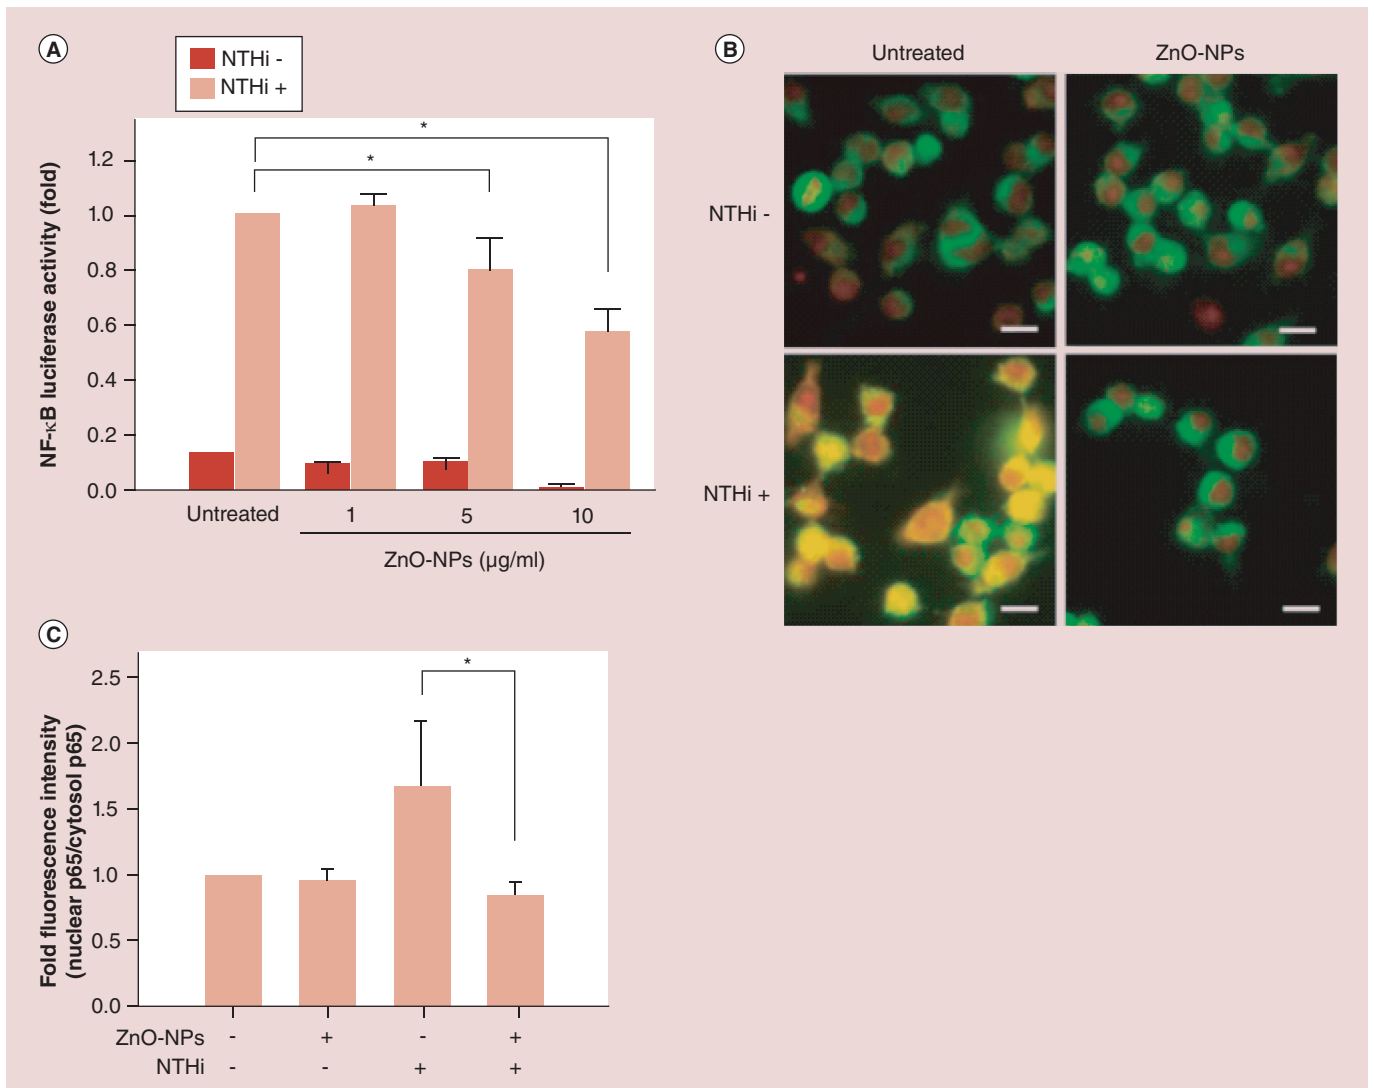 A
NTHi -
NTHi +
NF-κB luciferase activity (fold)
1.2
1.0
0.8
0.6
0.4
0.2
0.0
*
*
Untreated 1 5 10
ZnO-NPs (µg/ml)
B
Untreated ZnO-NPs
NTHi -
NTHi +
C
Fold fluorescence intensity
(nuclear p65/cytosol p65)
2.5
2.0
1.5
1.0
0.5
0.0
*
ZnO-NPs - + - +
NTHi - - + +